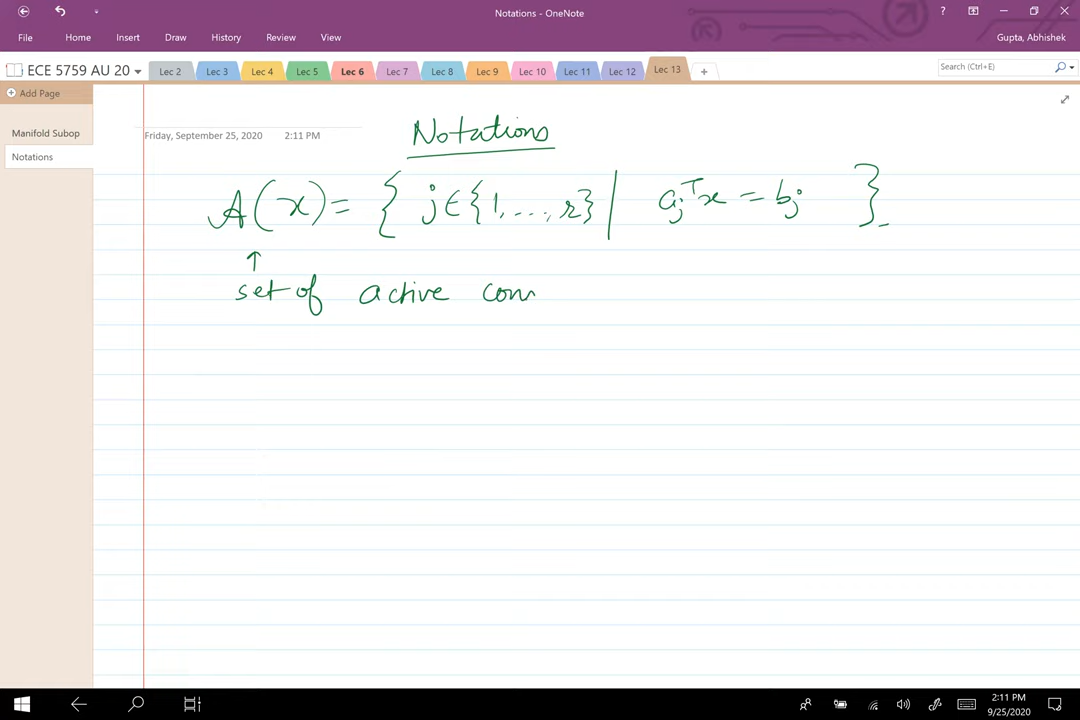 Notations - OneNote
File Home Insert Draw History Review View
Gupta, Abhishek
ECE 5759 AU 20 Lec 2 Lec 3 Lec 4 Lec 5 Lec 6 Lec 7 Lec 8 Lec 9 Lec 10 Lec 11 Lec 12 Lec 13
Search (Ctrl+E)
Add Page
Manifold Subop
Notations
Friday, September 25, 2020 2:11 PM
Notations
A(x) = { j ∈ {1, ..., r} | a_j^T x = b_j }
↑
set of active con
2:11 PM
9/25/2020